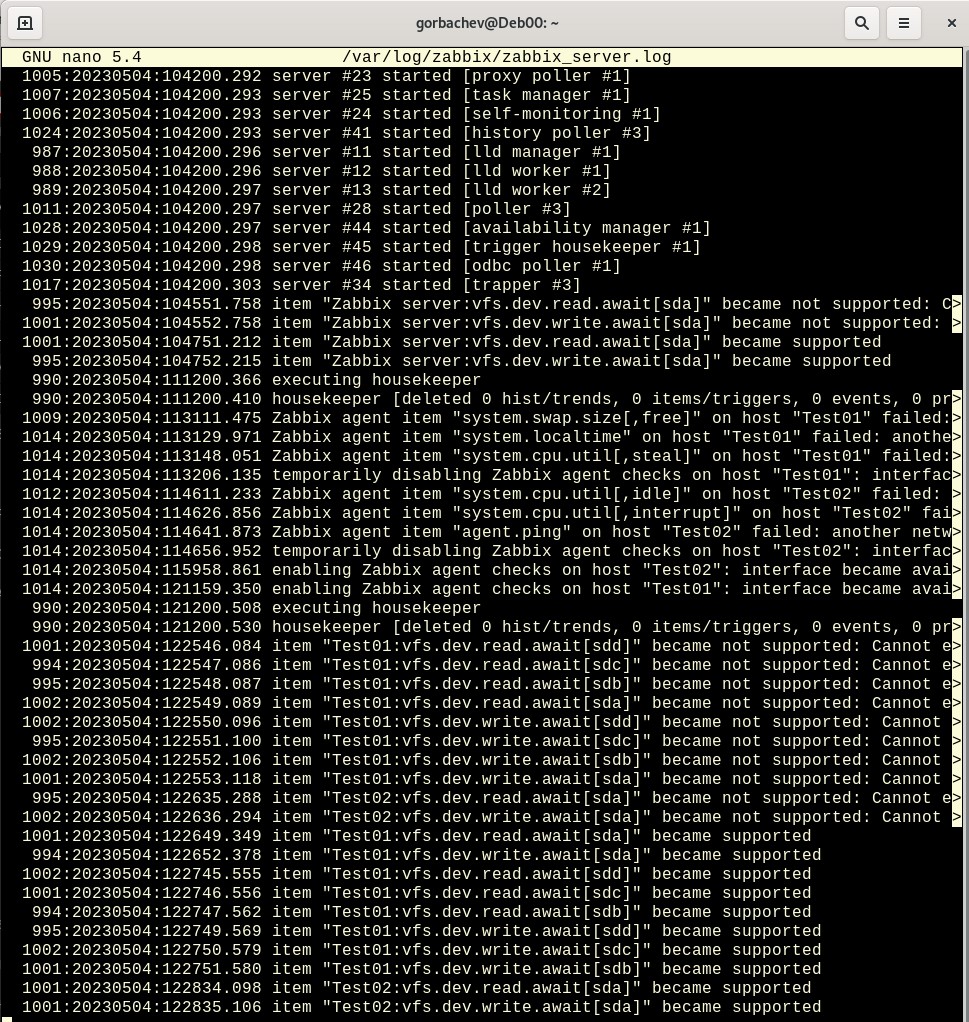 gorbachev@Deb00: ~
GNU nano 5.4 /var/log/zabbix/zabbix_server.log
1005:20230504:104200.292 server #23 started [proxy poller #1]
1007:20230504:104200.293 server #25 started [task manager #1]
1006:20230504:104200.293 server #24 started [self-monitoring #1]
1024:20230504:104200.293 server #41 started [history poller #3]
987:20230504:104200.296 server #11 started [lld manager #1]
988:20230504:104200.296 server #12 started [lld worker #1]
989:20230504:104200.297 server #13 started [lld worker #2]
1011:20230504:104200.297 server #28 started [poller #3]
1028:20230504:104200.297 server #44 started [availability manager #1]
1029:20230504:104200.298 server #45 started [trigger housekeeper #1]
1030:20230504:104200.298 server #46 started [odbc poller #1]
1017:20230504:104200.303 server #34 started [trapper #3]
995:20230504:104551.758 item "Zabbix server:vfs.dev.read.await[sda]" became not supported: C>
1001:20230504:104552.758 item "Zabbix server:vfs.dev.write.await[sda]" became not supported: >
1001:20230504:104751.212 item "Zabbix server:vfs.dev.read.await[sda]" became supported
995:20230504:104752.215 item "Zabbix server:vfs.dev.write.await[sda]" became supported
990:20230504:111200.366 executing housekeeper
990:20230504:111200.410 housekeeper [deleted 0 hist/trends, 0 items/triggers, 0 events, 0 pr>
1009:20230504:113111.475 Zabbix agent item "system.swap.size[,free]" on host "Test01" failed:>
1014:20230504:113129.971 Zabbix agent item "system.localtime" on host "Test01" failed: anothe>
1014:20230504:113148.051 Zabbix agent item "system.cpu.util[,steal]" on host "Test01" failed:>
1014:20230504:113206.135 temporarily disabling Zabbix agent checks on host "Test01": interfac>
1012:20230504:114611.233 Zabbix agent item "system.cpu.util[,idle]" on host "Test02" failed: >
1014:20230504:114626.856 Zabbix agent item "system.cpu.util[,interrupt]" on host "Test02" fai>
1014:20230504:114641.873 Zabbix agent item "agent.ping" on host "Test02" failed: another netw>
1014:20230504:114656.952 temporarily disabling Zabbix agent checks on host "Test02": interfac>
1014:20230504:115958.861 enabling Zabbix agent checks on host "Test02": interface became avai>
1014:20230504:121159.350 enabling Zabbix agent checks on host "Test01": interface became avai>
990:20230504:121200.508 executing housekeeper
990:20230504:121200.530 housekeeper [deleted 0 hist/trends, 0 items/triggers, 0 events, 0 pr>
1001:20230504:122546.084 item "Test01:vfs.dev.read.await[sdd]" became not supported: Cannot e>
994:20230504:122547.086 item "Test01:vfs.dev.read.await[sdc]" became not supported: Cannot e>
995:20230504:122548.087 item "Test01:vfs.dev.read.await[sdb]" became not supported: Cannot e>
1002:20230504:122549.089 item "Test01:vfs.dev.read.await[sda]" became not supported: Cannot e>
1002:20230504:122550.096 item "Test01:vfs.dev.write.await[sdd]" became not supported: Cannot >
995:20230504:122551.100 item "Test01:vfs.dev.write.await[sdc]" became not supported: Cannot >
1002:20230504:122552.106 item "Test01:vfs.dev.write.await[sdb]" became not supported: Cannot >
1001:20230504:122553.118 item "Test01:vfs.dev.write.await[sda]" became not supported: Cannot >
995:20230504:122635.288 item "Test02:vfs.dev.read.await[sda]" became not supported: Cannot e>
1002:20230504:122636.294 item "Test02:vfs.dev.write.await[sda]" became not supported: Cannot >
1001:20230504:122649.349 item "Test01:vfs.dev.read.await[sda]" became supported
994:20230504:122652.378 item "Test01:vfs.dev.write.await[sda]" became supported
1002:20230504:122745.555 item "Test01:vfs.dev.read.await[sdd]" became supported
1001:20230504:122746.556 item "Test01:vfs.dev.read.await[sdc]" became supported
994:20230504:122747.562 item "Test01:vfs.dev.read.await[sdb]" became supported
995:20230504:122749.569 item "Test01:vfs.dev.write.await[sdd]" became supported
1002:20230504:122750.579 item "Test01:vfs.dev.write.await[sdc]" became supported
1001:20230504:122751.580 item "Test01:vfs.dev.write.await[sdb]" became supported
1001:20230504:122834.098 item "Test02:vfs.dev.read.await[sda]" became supported
1001:20230504:122835.106 item "Test02:vfs.dev.write.await[sda]" became supported